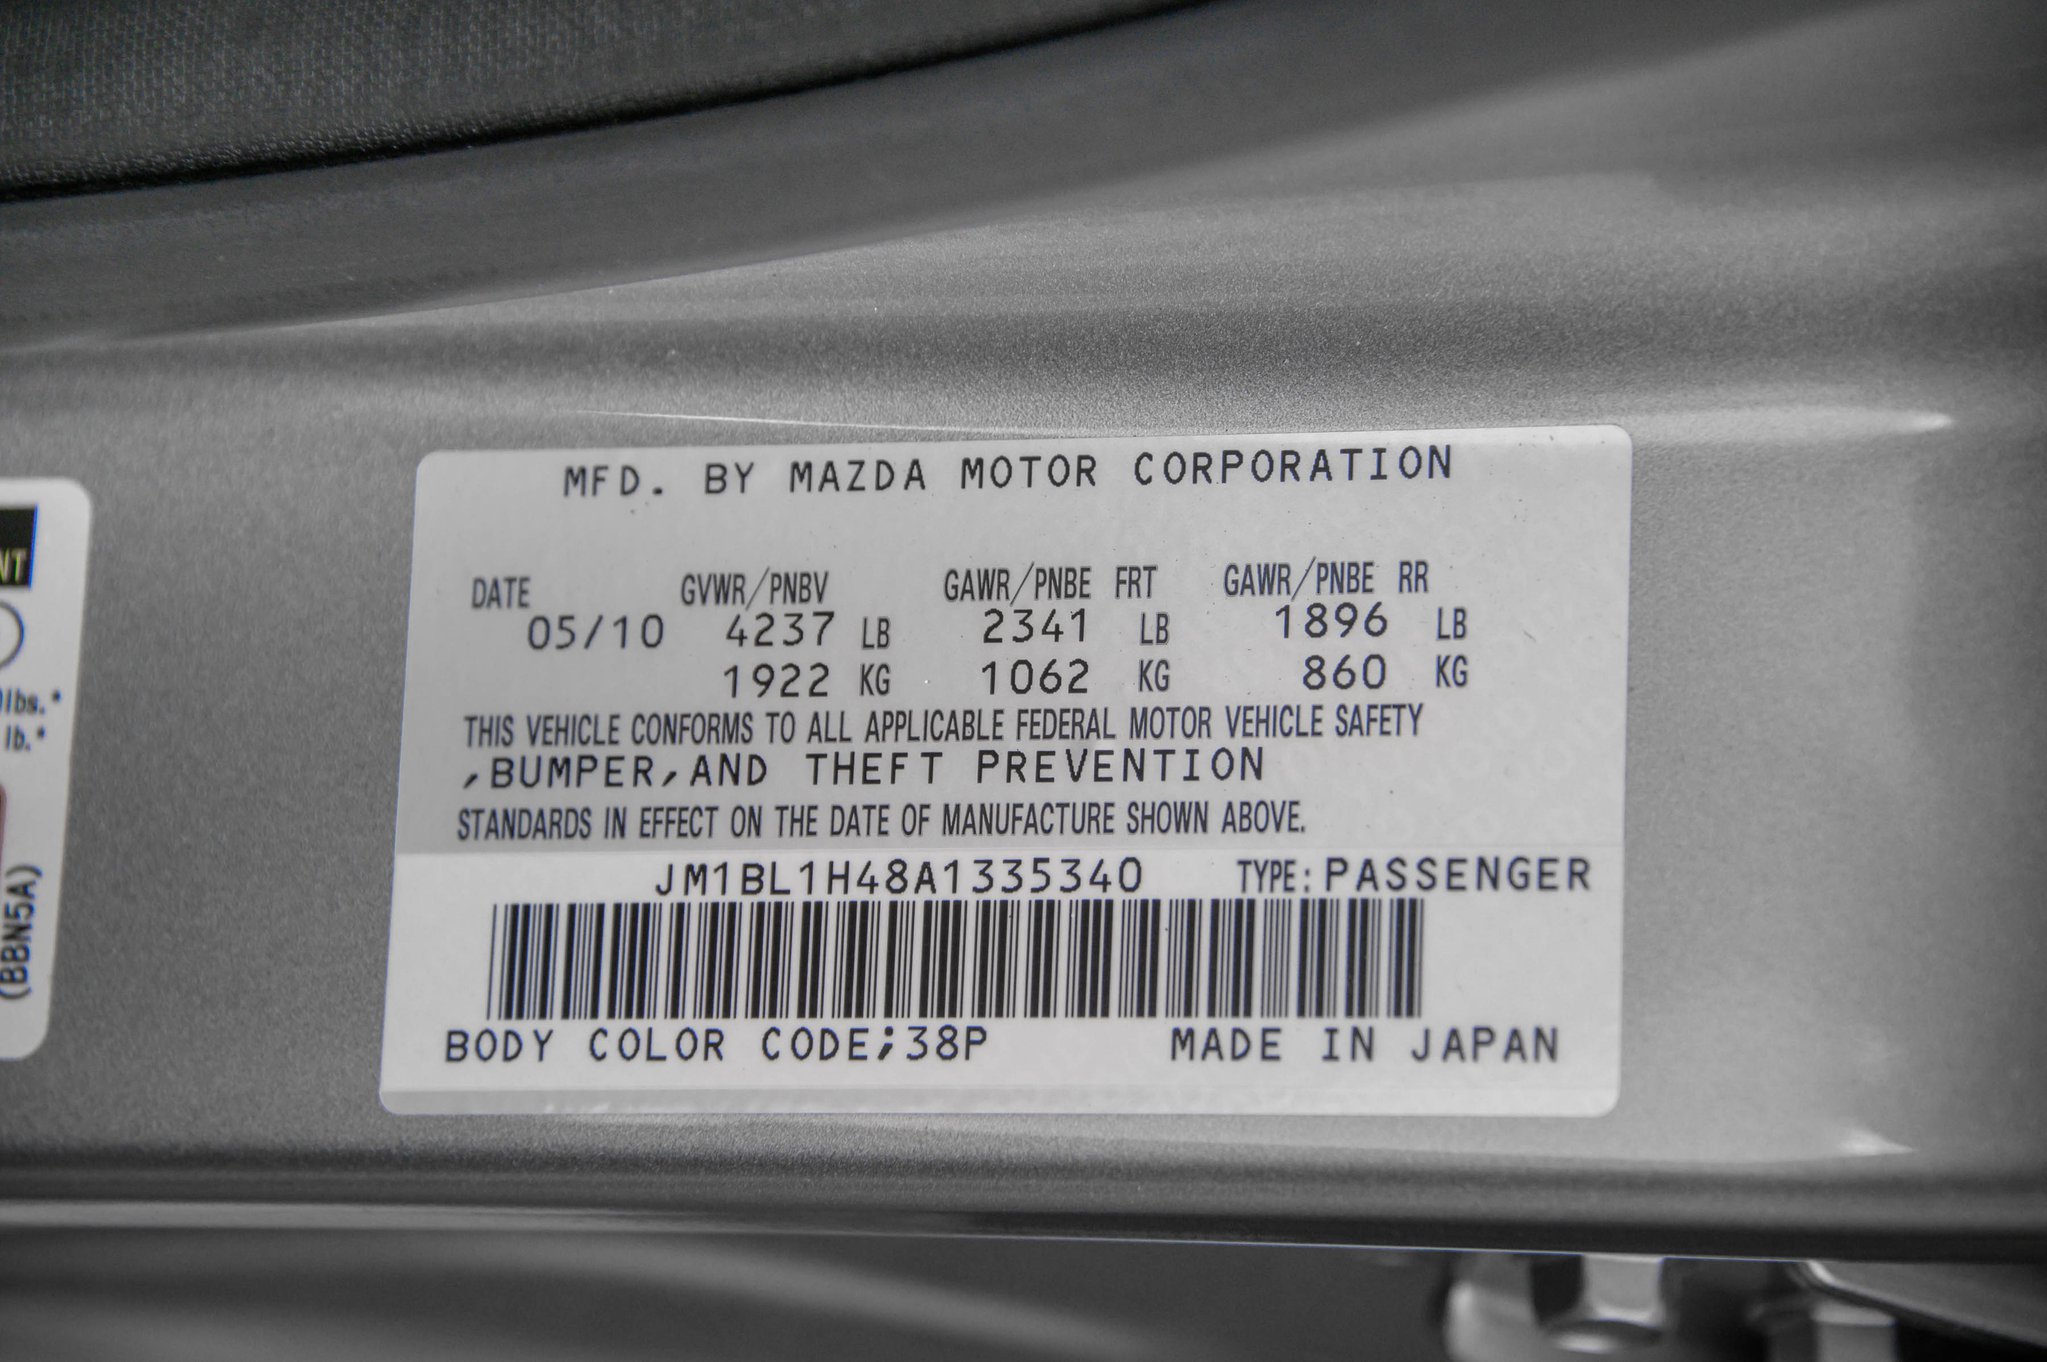 MFD. BY MAZDA MOTOR CORPORATION
DATE GVWR/PNBV GAWR/PNBE FRT GAWR/PNBE RR
05/10 4237 LB 2341 LB 1896 LB
1922 KG 1062 KG 860 KG
THIS VEHICLE CONFORMS TO ALL APPLICABLE FEDERAL MOTOR VEHICLE SAFETY
,BUMPER,AND THEFT PREVENTION
STANDARDS IN EFFECT ON THE DATE OF MANUFACTURE SHOWN ABOVE.
JM1BL1H48A1335340 TYPE: PASSENGER
BODY COLOR CODE;38P MADE IN JAPAN
lbs.*
lb.*
(BBN5A)